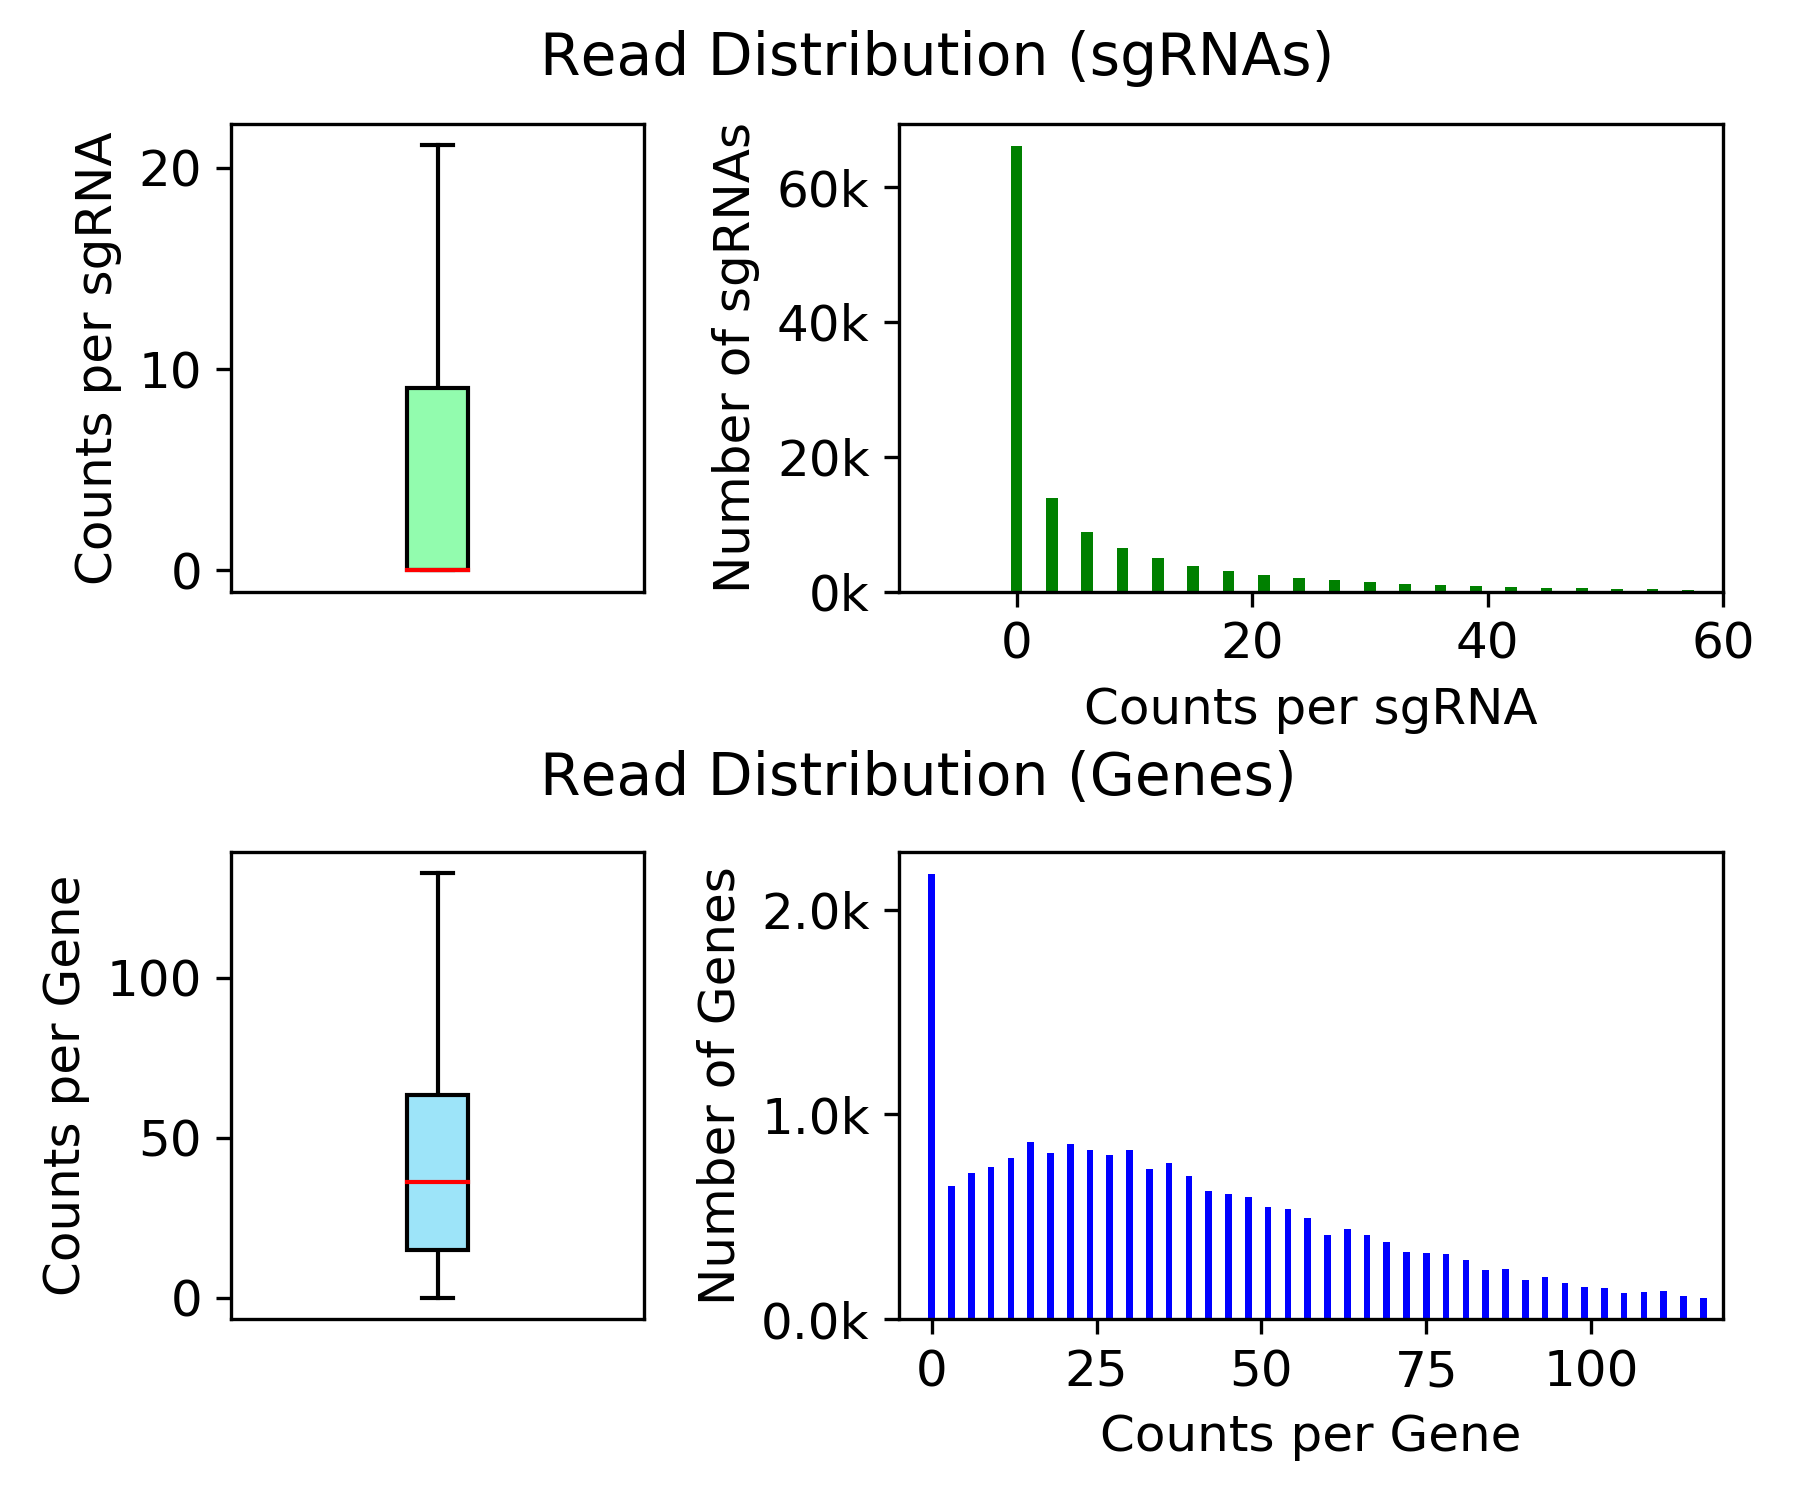 Read Distribution (sgRNAs)
Counts per sgRNA
20
10
0
Number of sgRNAs
60k
40k
20k
0k
0 20 40 60
Counts per sgRNA
Read Distribution (Genes)
Counts per Gene
100
50
0
Number of Genes
2.0k
1.0k
0.0k
0 25 50 75 100
Counts per Gene